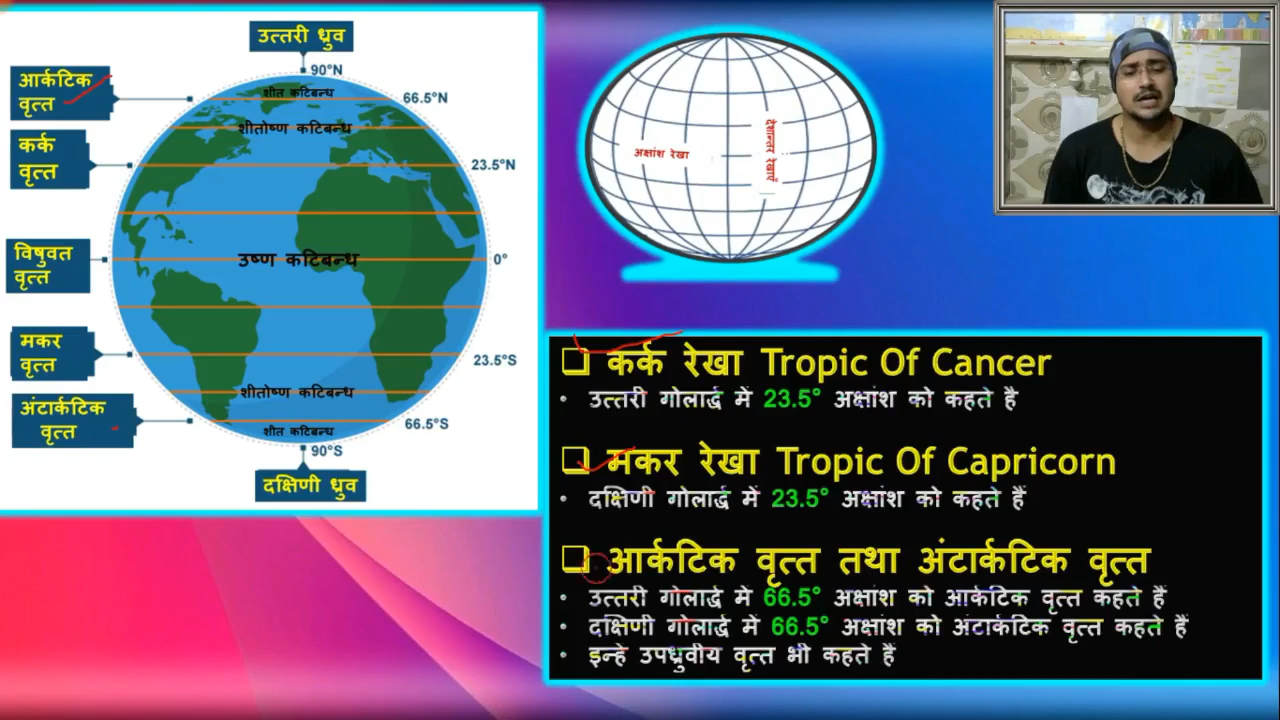 उत्तरी ध्रुव
90°N
आर्कटिक
वृत्त
शीत कटिबन्ध
66.5°N
शीतोष्ण कटिबन्ध
कर्क
वृत्त
23.5°N
विषुवत
वृत्त
उष्ण कटिबन्ध
0°
मकर
वृत्त
23.5°S
शीतोष्ण कटिबन्ध
अंटार्कटिक
वृत्त
66.5°S
शीत कटिबन्ध
90°S
दक्षिणी ध्रुव
अक्षांश रेखा
देशान्तर रेखाएँ
कर्क रेखा Tropic Of Cancer
• उत्तरी गोलार्द्ध में 23.5° अक्षांश को कहते है
मकर रेखा Tropic Of Capricorn
• दक्षिणी गोलार्द्ध में 23.5° अक्षांश को कहते हैं
आर्कटिक वृत्त तथा अंटार्कटिक वृत्त
• उत्तरी गोलार्द्ध में 66.5° अक्षांश को आर्कटिक वृत्त कहते हैं
• दक्षिणी गोलार्द्ध में 66.5° अक्षांश को अंटार्कटिक वृत्त कहते हैं
• इन्हे उपध्रुवीय वृत्त भी कहते हैं